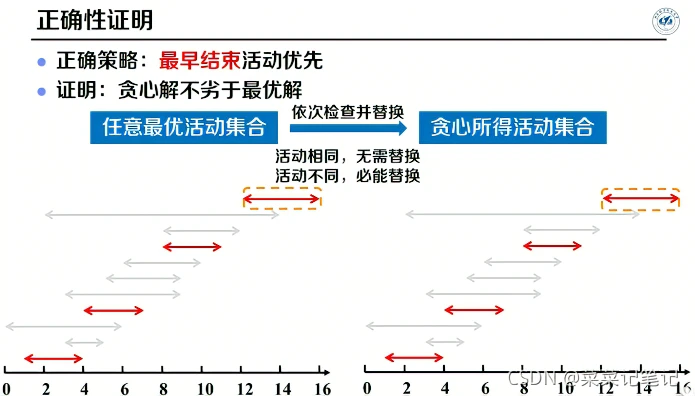 正确性证明
正确策略：最早结束活动优先
证明：贪心解不劣于最优解
任意最优活动集合
依次检查并替换
贪心所得活动集合
活动相同，无需替换
活动不同，必能替换
0 2 4 6 8 10 12 14 16
0 2 4 6 8 10 12 14 16
CSDN @菜菜记笔记